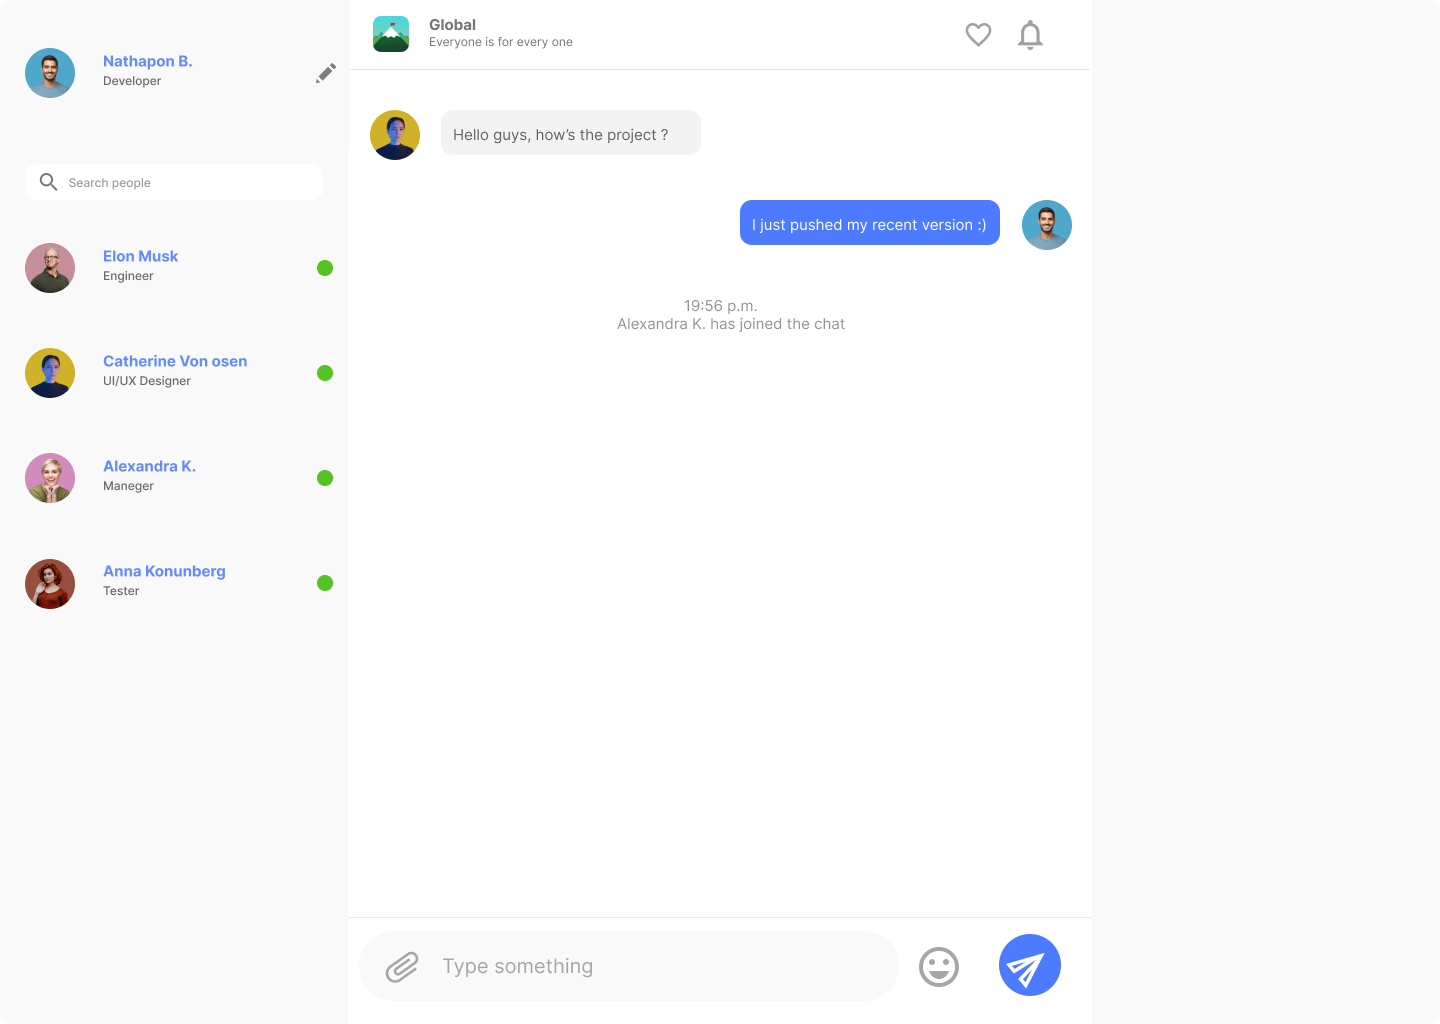 Nathapon B.
Developer
Search people
Elon Musk
Engineer
Catherine Von osen
UI/UX Designer
Alexandra K.
Maneger
Anna Konunberg
Tester
Global
Everyone is for every one
Hello guys, how’s the project ?
I just pushed my recent version :)
19:56 p.m.
Alexandra K. has joined the chat
Type something